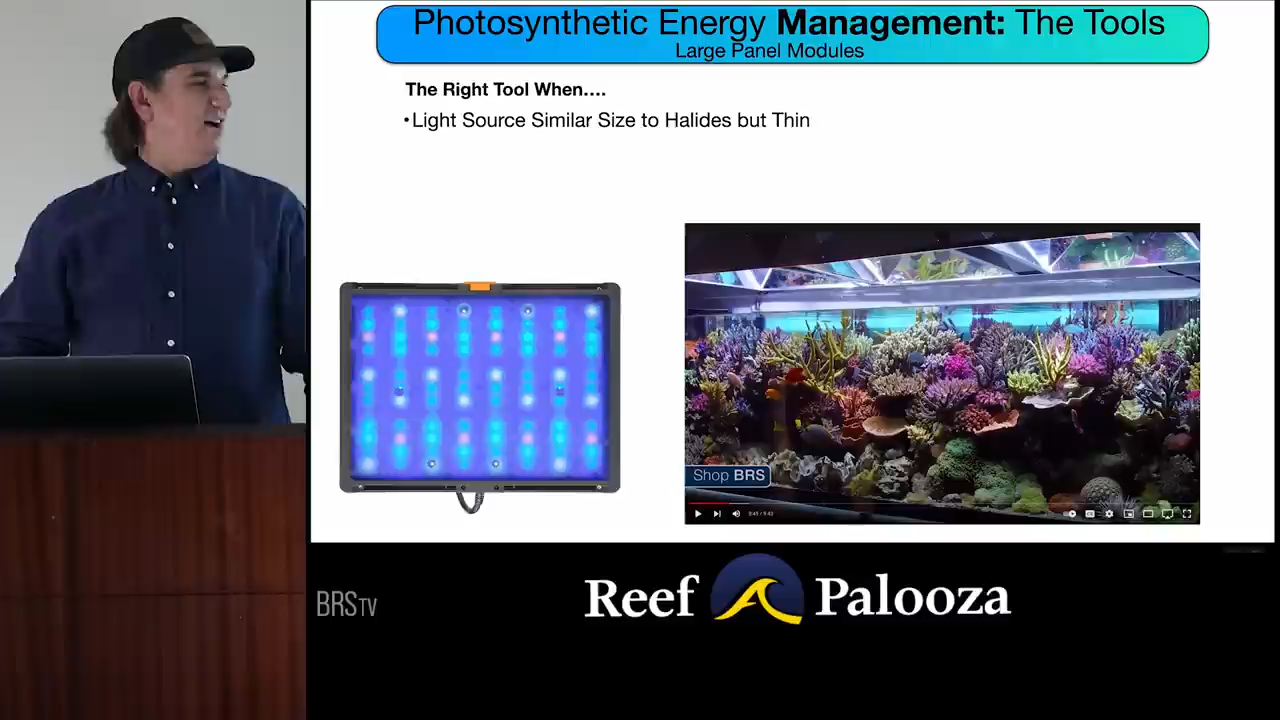 Photosynthetic Energy Management: The Tools
Large Panel Modules
The Right Tool When....
•Light Source Similar Size to Halides but Thin
Shop BRS
BRSTV
Reef Palooza